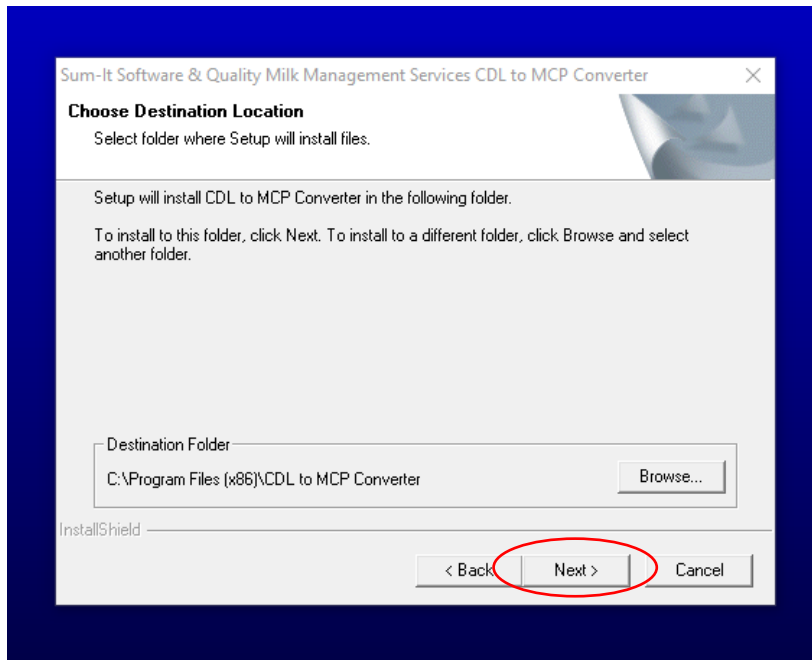 Sum-It Software & Quality Milk Management Services CDL to MCP Converter
Choose Destination Location
Select folder where Setup will install files.
Setup will install CDL to MCP Converter in the following folder.
To install to this folder, click Next. To install to a different folder, click Browse and select
another folder.
Destination Folder
C:\Program Files (x86)\CDL to MCP Converter
Browse...
InstallShield
< Back
Next >
Cancel